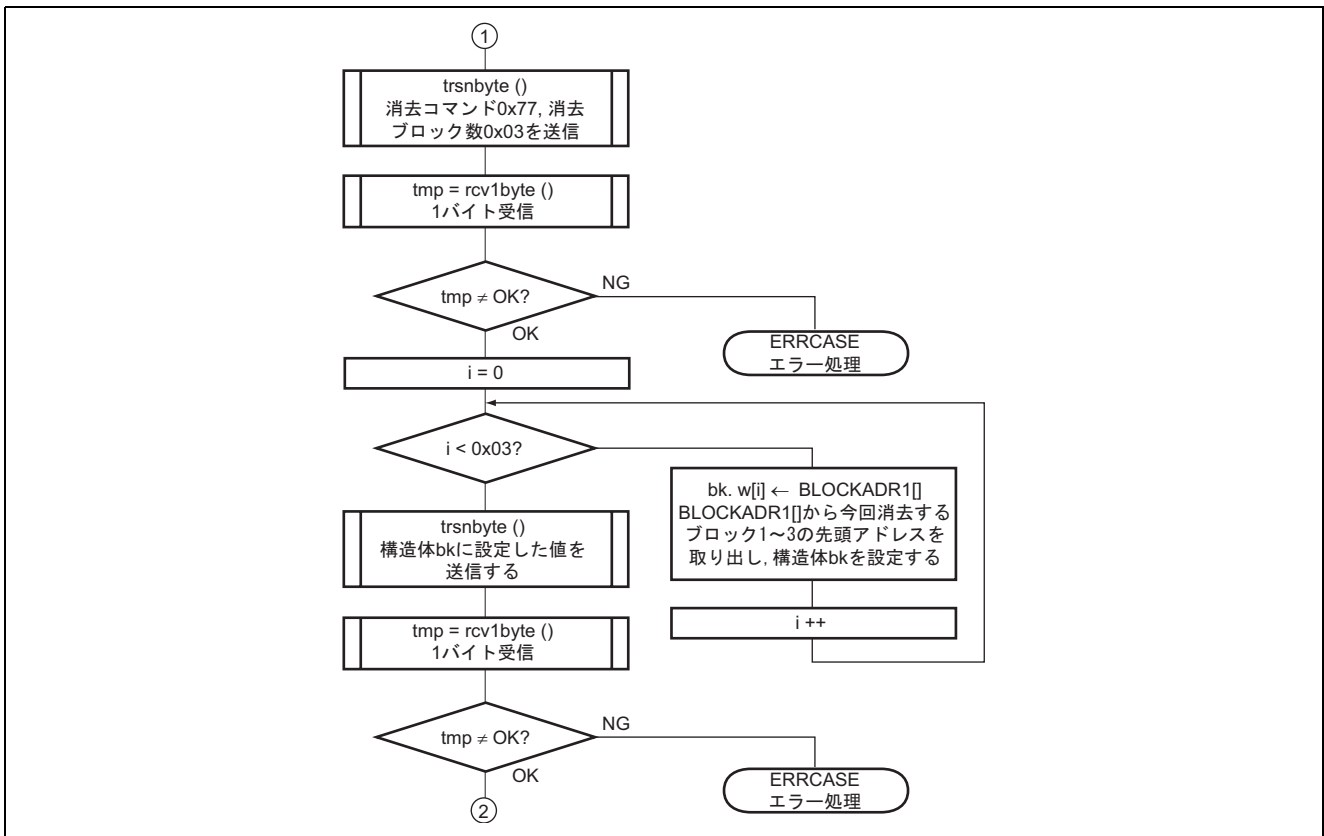 1
trsnbyte ()
消去コマンド0x77, 消去
ブロック数0x03を送信
tmp = rcv1byte ()
1バイト受信
tmp ≠ OK?
NG
OK
ERRCASE
エラー処理
i = 0
i < 0x03?
bk. w[i] ← BLOCKADR1[]
BLOCKADR1[]から今回消去する
ブロック1～3の先頭アドレスを
取り出し, 構造体bkを設定する
i ++
trsnbyte ()
構造体bkに設定した値を
送信する
tmp = rcv1byte ()
1バイト受信
tmp ≠ OK?
NG
OK
ERRCASE
エラー処理
2